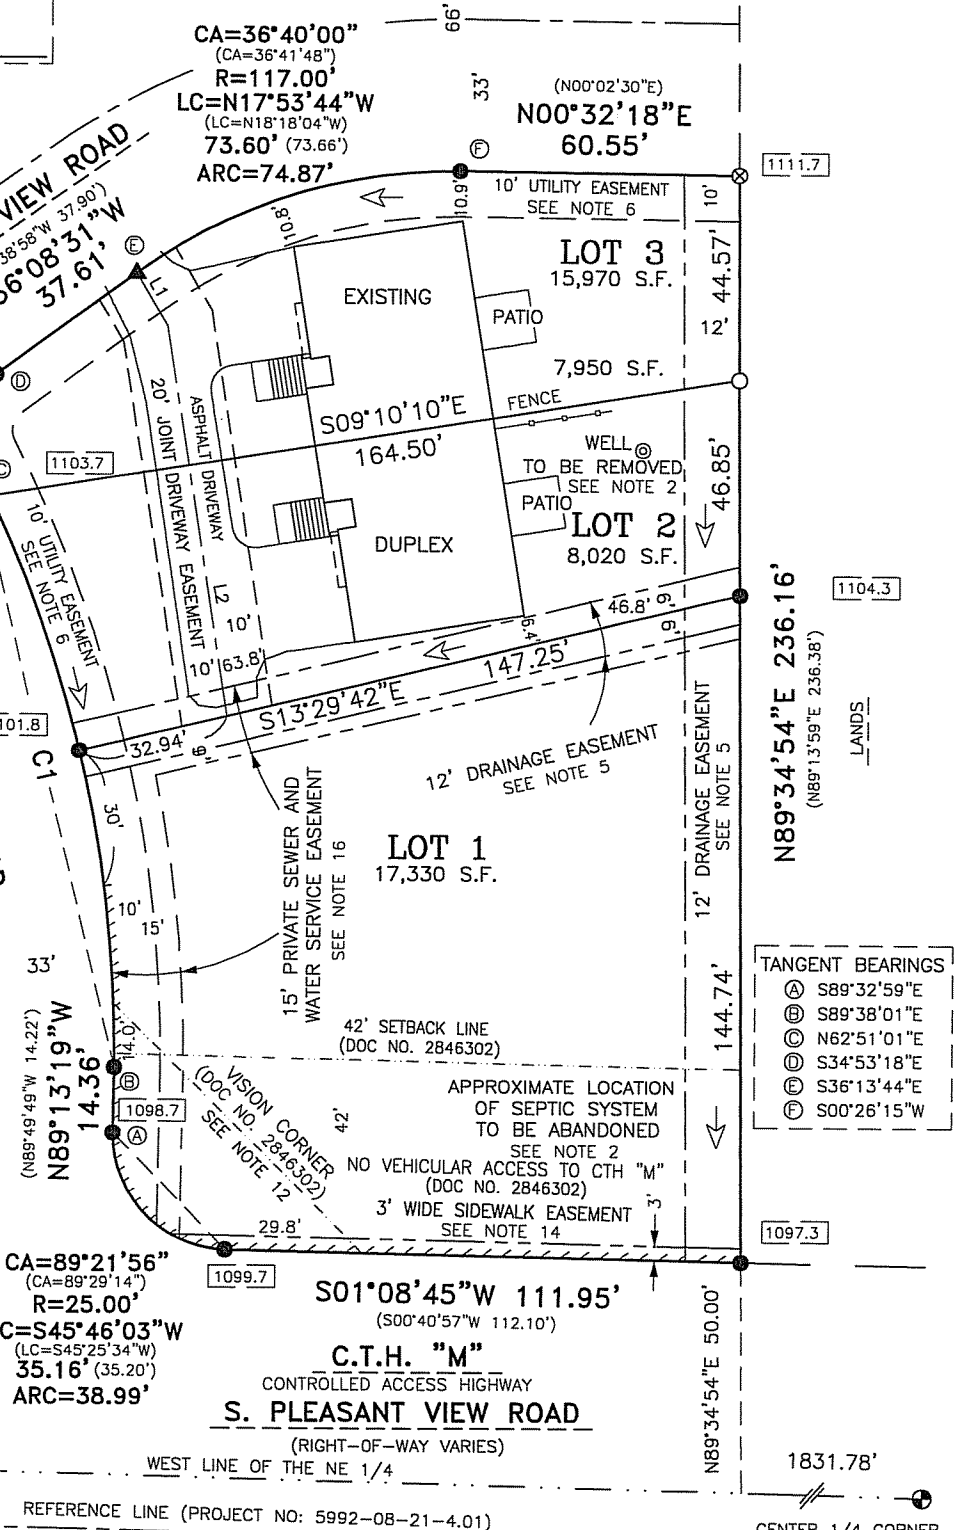 66'
CA=36°40'00"
(CA=36°41'48")
R=117.00'
LC=N17°53'44"W
(LC=N18°18'04"W)
73.60' (73.66')
ARC=74.87'
33'
(N00°02'30"E)
N00°32'18"E
60.55'
F
1111.7
VIEW ROAD
38'58"W 37.90')
36°08'31"W
37.61'
E
D
L1
10.8'
10.9'
10' UTILITY EASEMENT
SEE NOTE 6
10'
LOT 3
15,970 S.F.
44.57'
12'
EXISTING
PATIO
7,950 S.F.
FENCE
S09°10'10"E
164.50'
C
1103.7
20' JOINT DRIVEWAY EASEMENT
ASPHALT DRIVEWAY
WELL
TO BE REMOVED
SEE NOTE 2
46.85'
PATIO
LOT 2
8,020 S.F.
DUPLEX
10' UTILITY EASEMENT
SEE NOTE 6
L2
10'
10'
63.8'
6.4'
46.8'
6'
6'
1104.3
N89°34'54"E 236.16'
(N89°13'59"E 236.38')
LANDS
147.25'
S13°29'42"E
32.94'
6'
101.8
C1
30'
12' DRAINAGE EASEMENT
SEE NOTE 5
12' DRAINAGE EASEMENT
SEE NOTE 5
LOT 1
17,330 S.F.
15' PRIVATE SEWER AND
WATER SERVICE EASEMENT
SEE NOTE 16
10'
15'
33'
144.74'
TANGENT BEARINGS
A S89°32'59"E
B S89°38'01"E
C N62°51'01"E
D S34°53'18"E
E S36°13'44"E
F S00°26'15"W
(N89°49'49"W 14.22')
N89°13'19"W
14.36'
14.0'
B
1098.7
A
42' SETBACK LINE
(DOC NO. 2846302)
VISION CORNER
(DOC NO. 2846302)
SEE NOTE 12
42'
APPROXIMATE LOCATION
OF SEPTIC SYSTEM
TO BE ABANDONED
SEE NOTE 2
NO VEHICULAR ACCESS TO CTH "M"
(DOC NO. 2846302)
3' WIDE SIDEWALK EASEMENT
SEE NOTE 14
3'
29.8'
1097.3
1099.7
CA=89°21'56"
(CA=89°29'14")
R=25.00'
C=S45°46'03"W
(LC=S45°25'34"W)
35.16' (35.20')
ARC=38.99'
S01°08'45"W 111.95'
(S00°40'57"W 112.10')
C.T.H. "M"
CONTROLLED ACCESS HIGHWAY
S. PLEASANT VIEW ROAD
(RIGHT-OF-WAY VARIES)
WEST LINE OF THE NE 1/4
N89°34'54"E 50.00'
1831.78'
REFERENCE LINE (PROJECT NO: 5992-08-21-4.01)
CENTER 1/4 CORNER